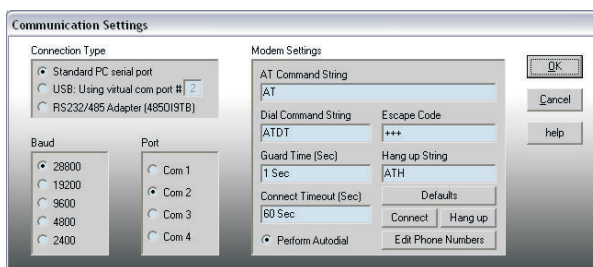 Communication Settings
Connection Type
Standard PC serial port
USB: Using virtual com port # 2
RS232/485 Adapter (485OI9TB)
Baud
28800
19200
9600
4800
2400
Port
Com 1
Com 2
Com 3
Com 4
Modem Settings
AT Command String
AT
Dial Command String
ATDT
Escape Code
+++
Guard Time (Sec)
1 Sec
Hang up String
ATH
Connect Timeout (Sec)
60 Sec
Defaults
Connect
Hang up
Perform Autodial
Edit Phone Numbers
OK
Cancel
help